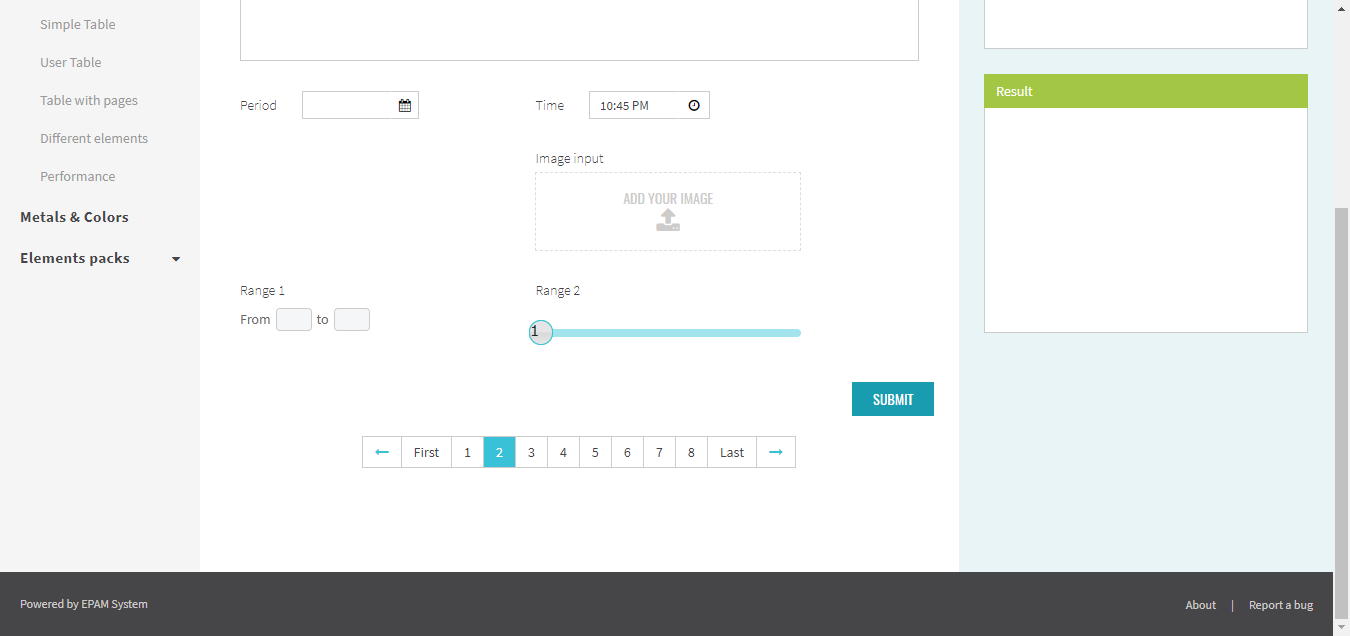 Simple Table
User Table
Table with pages
Different elements
Performance
Metals & Colors
Elements packs
Period
Time
10:45 PM
Image input
ADD YOUR IMAGE
Range 1
From to
Range 2
1
SUBMIT
First 1 2 3 4 5 6 7 8 Last
Result
Powered by EPAM System
About | Report a bug